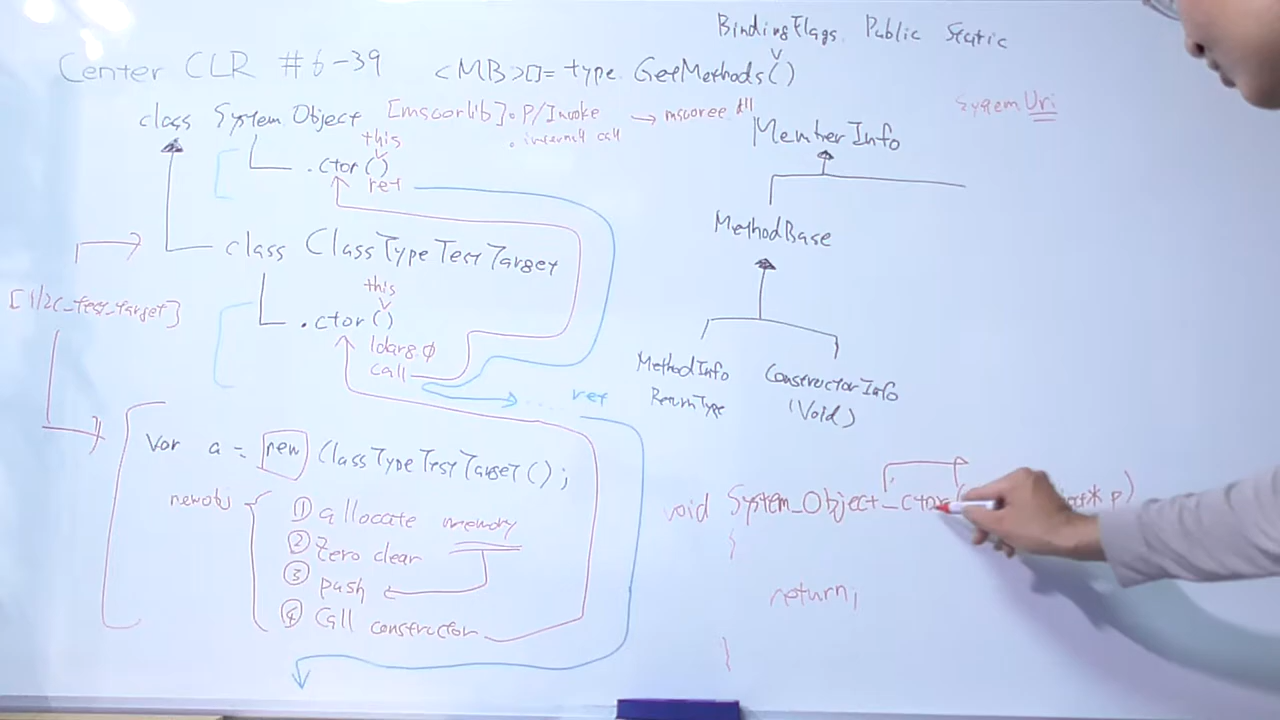 BindingFlags. Public Static
Center CLR #6-39
<MB>[]= type. GetMethods()
class System.Object
[mscorlib].P/Invoke → mscoree.dll
. internal call
System.Uri
this
.ctor()
ret
MemberInfo
MethodBase
class ClassTypeTestTarget
this
.ctor()
ldarg.0
call
ret
MethodInfo
ReturnType
ConstructorInfo
(Void)
var a = new ClassTypeTestTarget();
newobj
① allocate memory
② Zero clear
③ push
④ Call constructor
void System_Object_ctor( * p)
{
return;
}